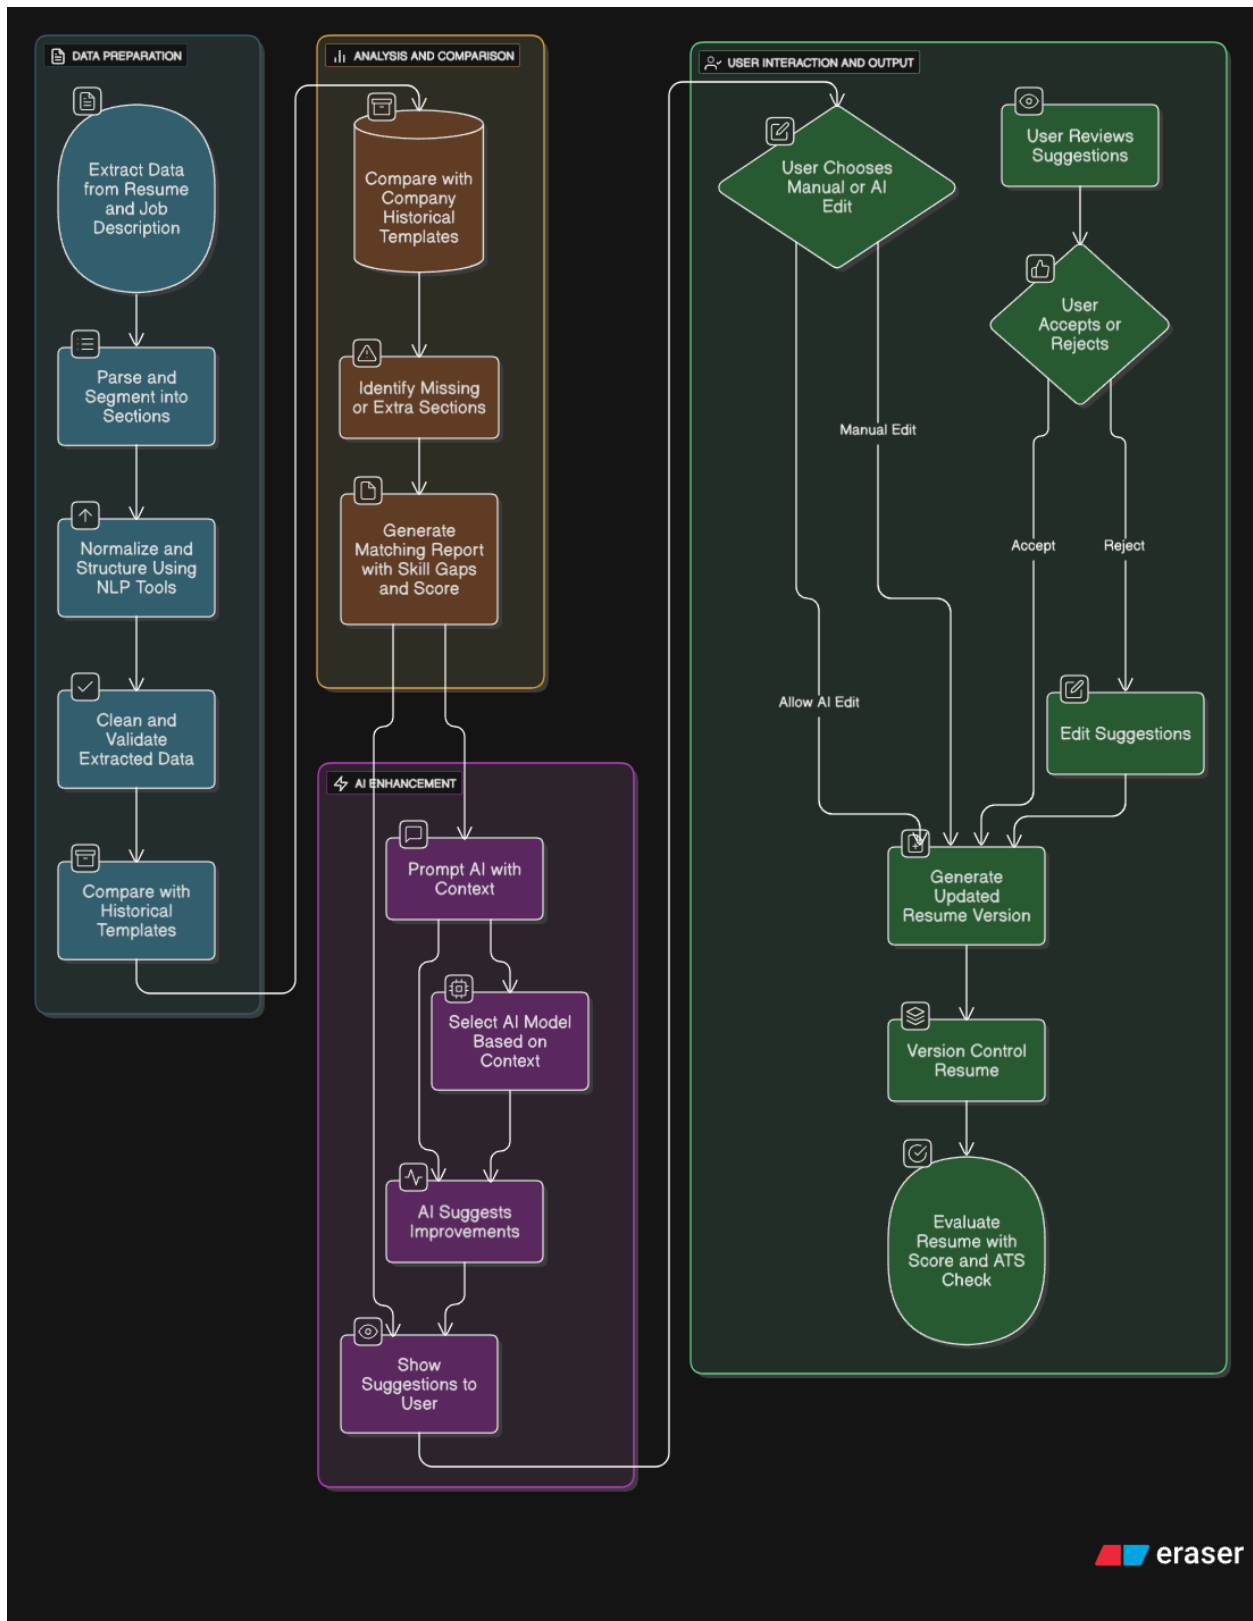 DATA PREPARATION
Extract Data
from Resume
and Job
Description
Parse and
Segment into
Sections
Normalize and
Structure Using
NLP Tools
Clean and
Validate
Extracted Data
Compare with
Historical
Templates
ANALYSIS AND COMPARISON
Compare with
Company
Historical
Templates
Identify Missing
or Extra Sections
Generate
Matching Report
with Skill Gaps
and Score
AI ENHANCEMENT
Prompt AI with
Context
Select AI Model
Based on
Context
AI Suggests
Improvements
Show
Suggestions to
User
USER INTERACTION AND OUTPUT
User Chooses
Manual or AI
Edit
User Reviews
Suggestions
User
Accepts or
Rejects
Manual Edit
Accept
Reject
Allow AI Edit
Edit Suggestions
Generate
Updated
Resume Version
Version Control
Resume
Evaluate
Resume with
Score and ATS
Check
eraser